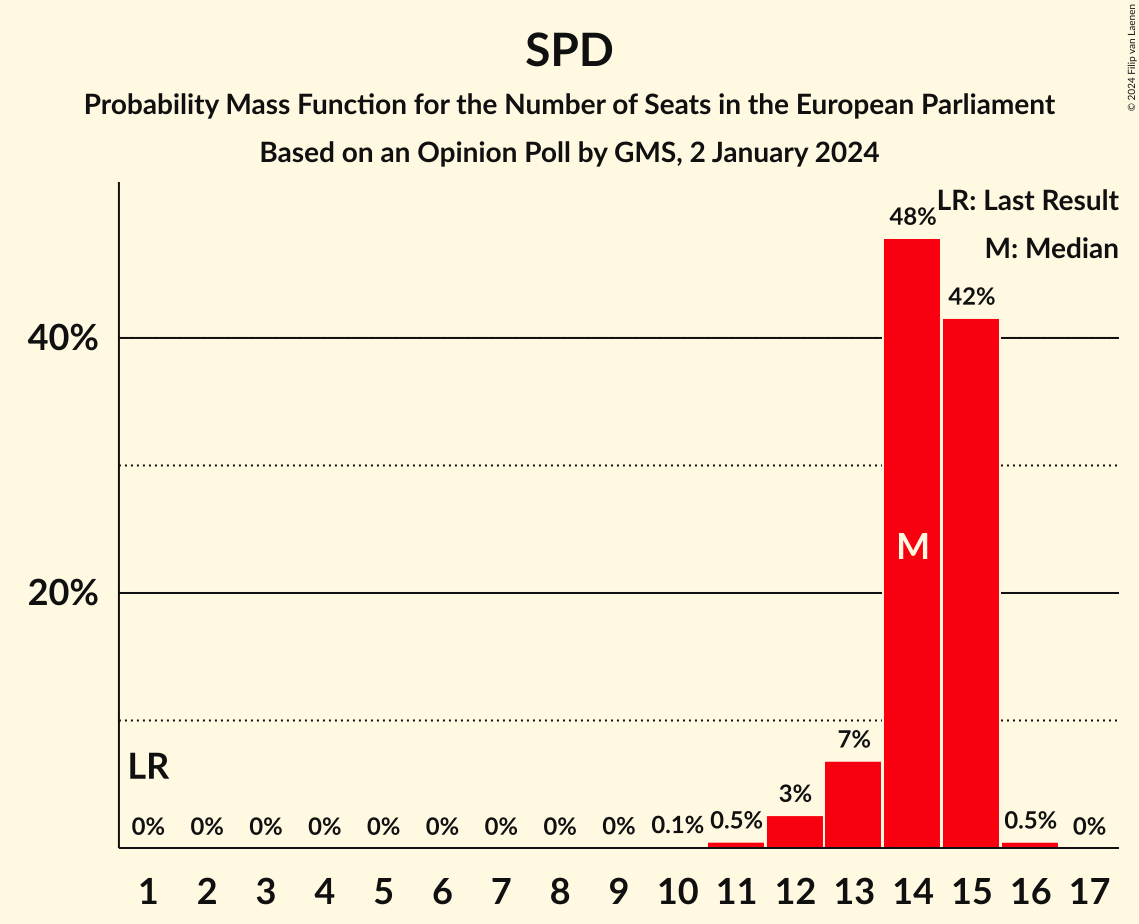 SPD
Probability Mass Function for the Number of Seats in the European Parliament
Based on an Opinion Poll by GMS, 2 January 2024
© 2024 Filip van Laenen
LR: Last Result
M: Median
48%
42%
40%
M
20%
7%
LR
3%
0% 0% 0% 0% 0% 0% 0% 0% 0% 0.1% 0.5% 0.5% 0%
1 2 3 4 5 6 7 8 9 10 11 12 13 14 15 16 17